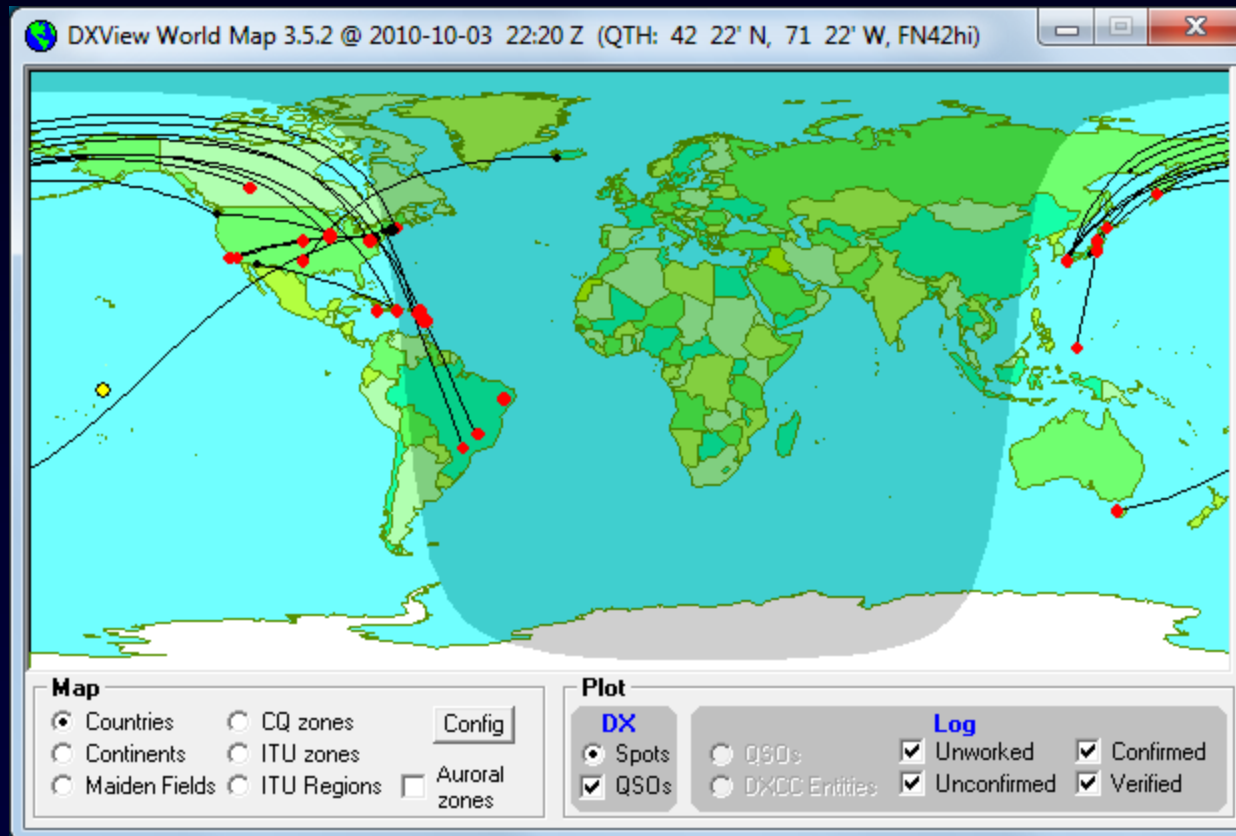 DXView World Map 3.5.2 @ 2010-10-03 22:20 Z (QTH: 42 22' N, 71 22' W, FN42hi)
Map
Countries
CQ zones
Config
Continents
ITU zones
Maiden Fields
ITU Regions
Auroral
zones
Plot
DX
Spots
QSOs
Log
QSOs
Unworked
Confirmed
DXCC Entities
Unconfirmed
Verified